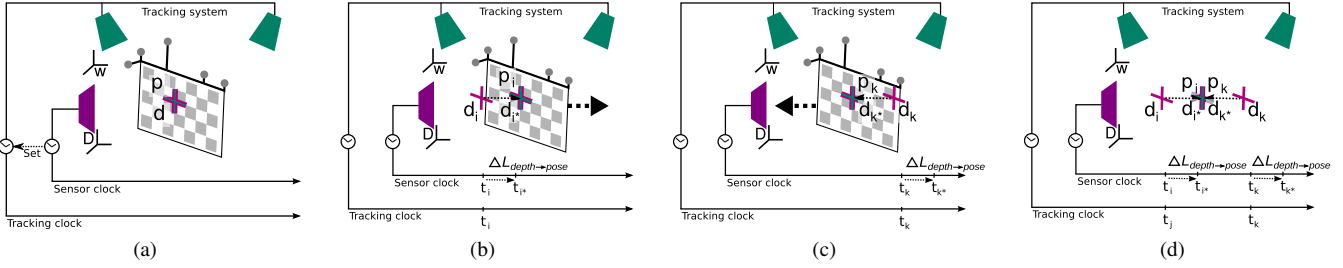 Tracking system
W
p
d
D
Set
Sensor clock
Tracking clock
(a)
Tracking system
W
p_i
d_i d_i*
D
ΔL_depth→pose
Sensor clock
t_i t_i*
Tracking clock
t_i
(b)
Tracking system
W
p_k
d_k* d_k
D
ΔL_depth→pose
Sensor clock
t_k t_k*
Tracking clock
t_k
(c)
Tracking system
W
p_i p_k
d_i d_i* d_k* d_k
D
ΔL_depth→pose ΔL_depth→pose
Sensor clock
t_i t_i* t_k t_k*
Tracking clock
t_j t_k
(d)